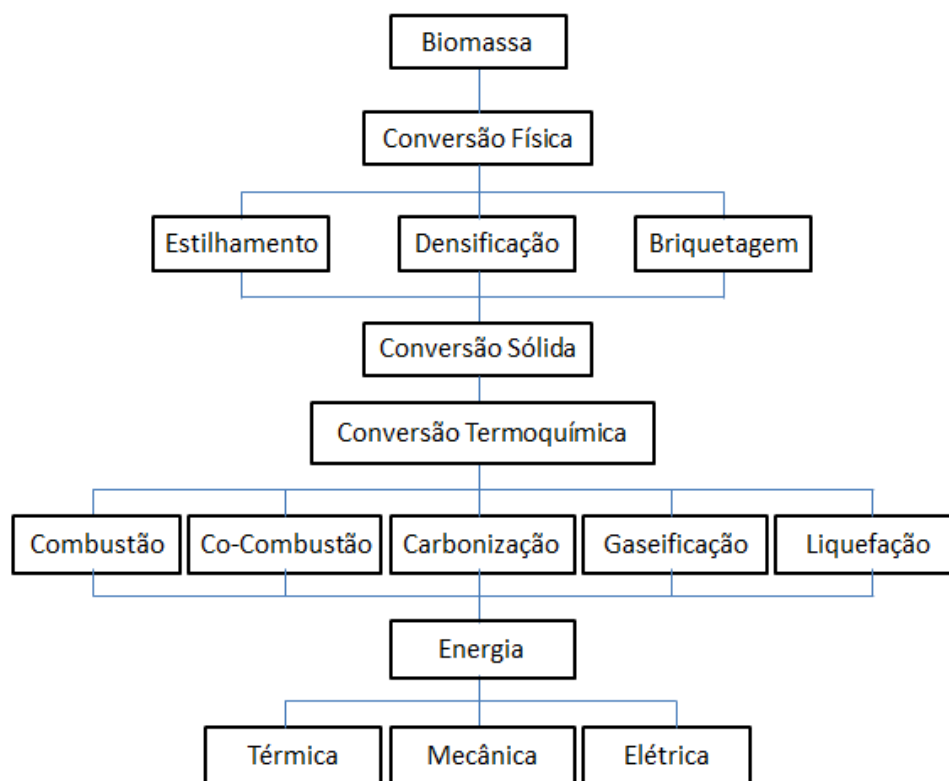 Biomassa
Conversão Física
Estilhamento
Densificação
Briquetagem
Conversão Sólida
Conversão Termoquímica
Combustão
Co-Combustão
Carbonização
Gaseificação
Liquefação
Energia
Térmica
Mecânica
Elétrica